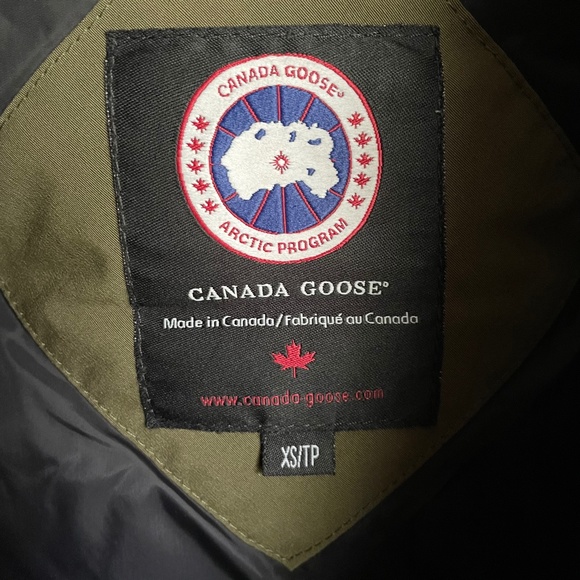 CANADA GOOSE®
ARCTIC PROGRAM
CANADA GOOSE®
Made in Canada/Fabriqué au Canada
www.canada-goose.com
XS/TP